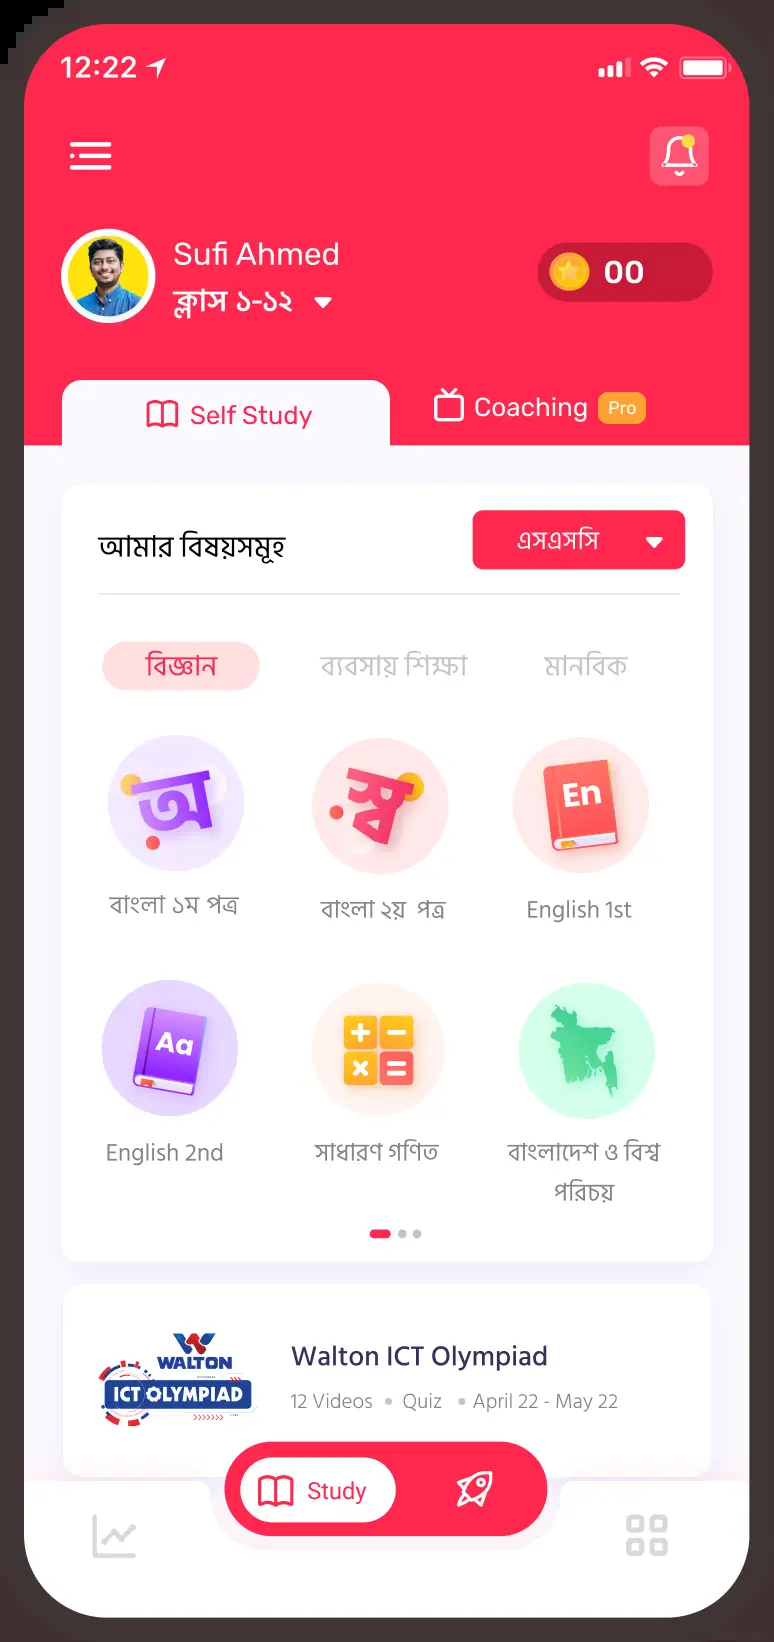 12:22
Sufi Ahmed
00
ক্লাস ১-১২
Self Study
Coaching Pro
আমার বিষয়সমূহ
এসএসসি
বিজ্ঞান ব্যবসায় শিক্ষা মানবিক
অ
স্ব
En
বাংলা ১ম পত্র
বাংলা ২য় পত্র
English 1st
Aa
English 2nd
সাধারণ গণিত
বাংলাদেশ ও বিশ্ব
পরিচয়
WALTON
ICT OLYMPIAD
Walton ICT Olympiad
12 Videos • Quiz • April 22 - May 22
Study